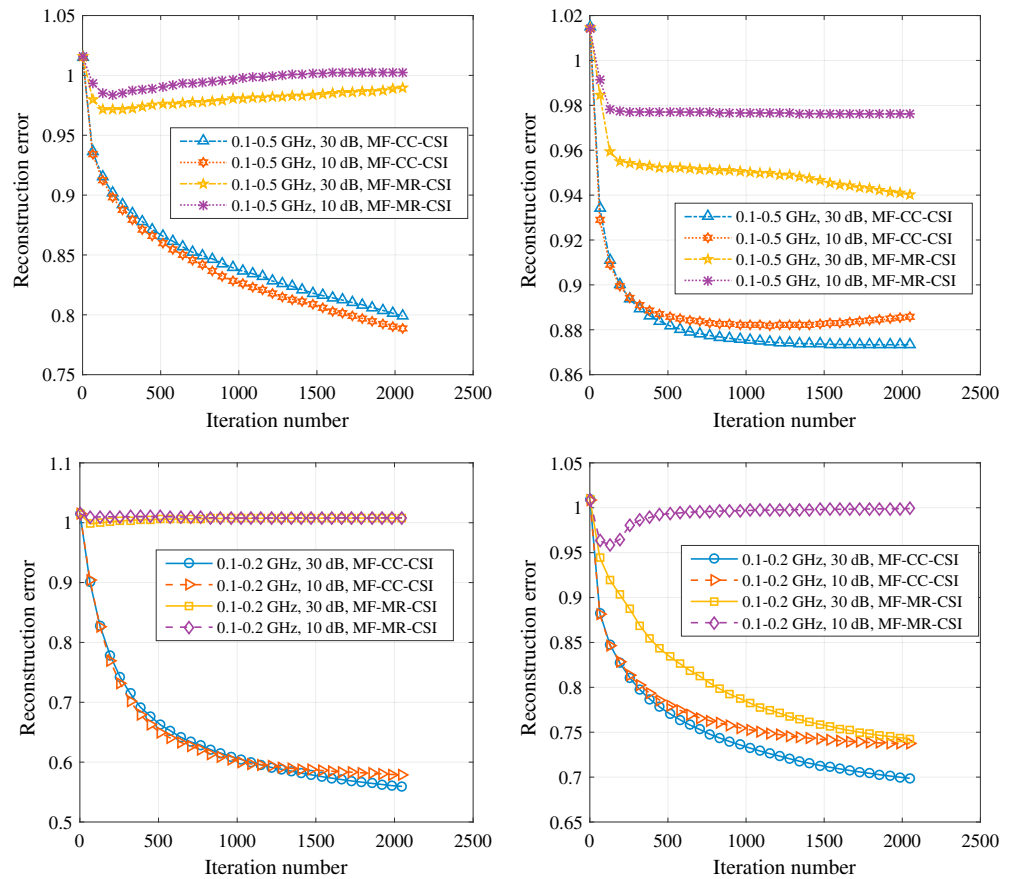 1.05
1
0.95
0.9
0.85
0.8
0.75
0
500
1000
1500
2000
2500
Reconstruction error
Iteration number
0.1-0.5 GHz, 30 dB, MF-CC-CSI
0.1-0.5 GHz, 10 dB, MF-CC-CSI
0.1-0.5 GHz, 30 dB, MF-MR-CSI
0.1-0.5 GHz, 10 dB, MF-MR-CSI
1.02
1
0.98
0.96
0.94
0.92
0.9
0.88
0.86
0
500
1000
1500
2000
2500
Reconstruction error
Iteration number
0.1-0.5 GHz, 30 dB, MF-CC-CSI
0.1-0.5 GHz, 10 dB, MF-CC-CSI
0.1-0.5 GHz, 30 dB, MF-MR-CSI
0.1-0.5 GHz, 10 dB, MF-MR-CSI
1.1
1
0.9
0.8
0.7
0.6
0.5
0
500
1000
1500
2000
2500
Reconstruction error
Iteration number
0.1-0.2 GHz, 30 dB, MF-CC-CSI
0.1-0.2 GHz, 10 dB, MF-CC-CSI
0.1-0.2 GHz, 30 dB, MF-MR-CSI
0.1-0.2 GHz, 10 dB, MF-MR-CSI
1.05
1
0.95
0.9
0.85
0.8
0.75
0.7
0.65
0
500
1000
1500
2000
2500
Reconstruction error
Iteration number
0.1-0.2 GHz, 30 dB, MF-CC-CSI
0.1-0.2 GHz, 10 dB, MF-CC-CSI
0.1-0.2 GHz, 30 dB, MF-MR-CSI
0.1-0.2 GHz, 10 dB, MF-MR-CSI